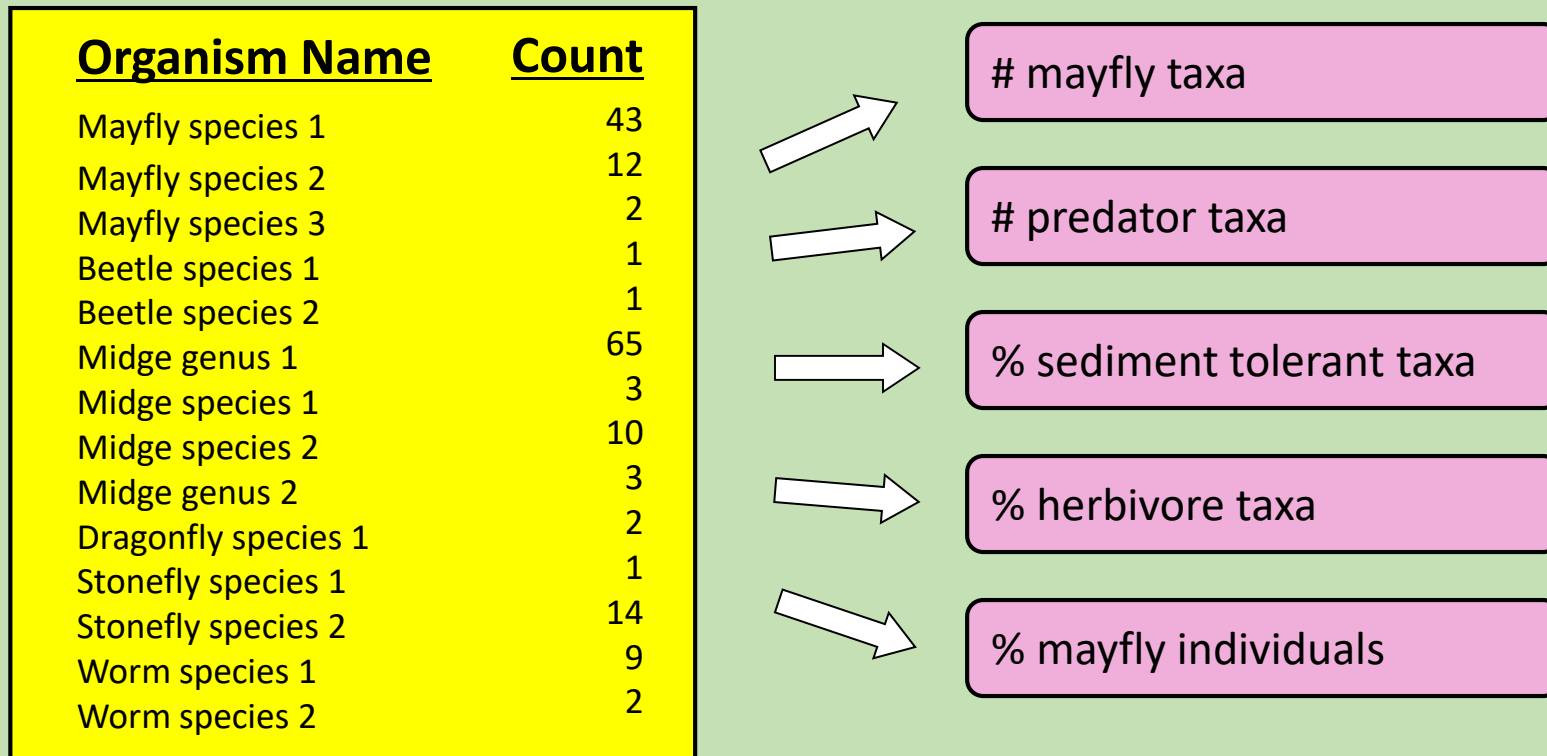 Organism Name Count
Mayfly species 1 43
Mayfly species 2 12
Mayfly species 3 2
Beetle species 1 1
Beetle species 2 1
Midge genus 1 65
Midge species 1 3
Midge species 2 10
Midge genus 2 3
Dragonfly species 1 2
Stonefly species 1 1
Stonefly species 2 14
Worm species 1 9
Worm species 2 2
# mayfly taxa
# predator taxa
% sediment tolerant taxa
% herbivore taxa
% mayfly individuals